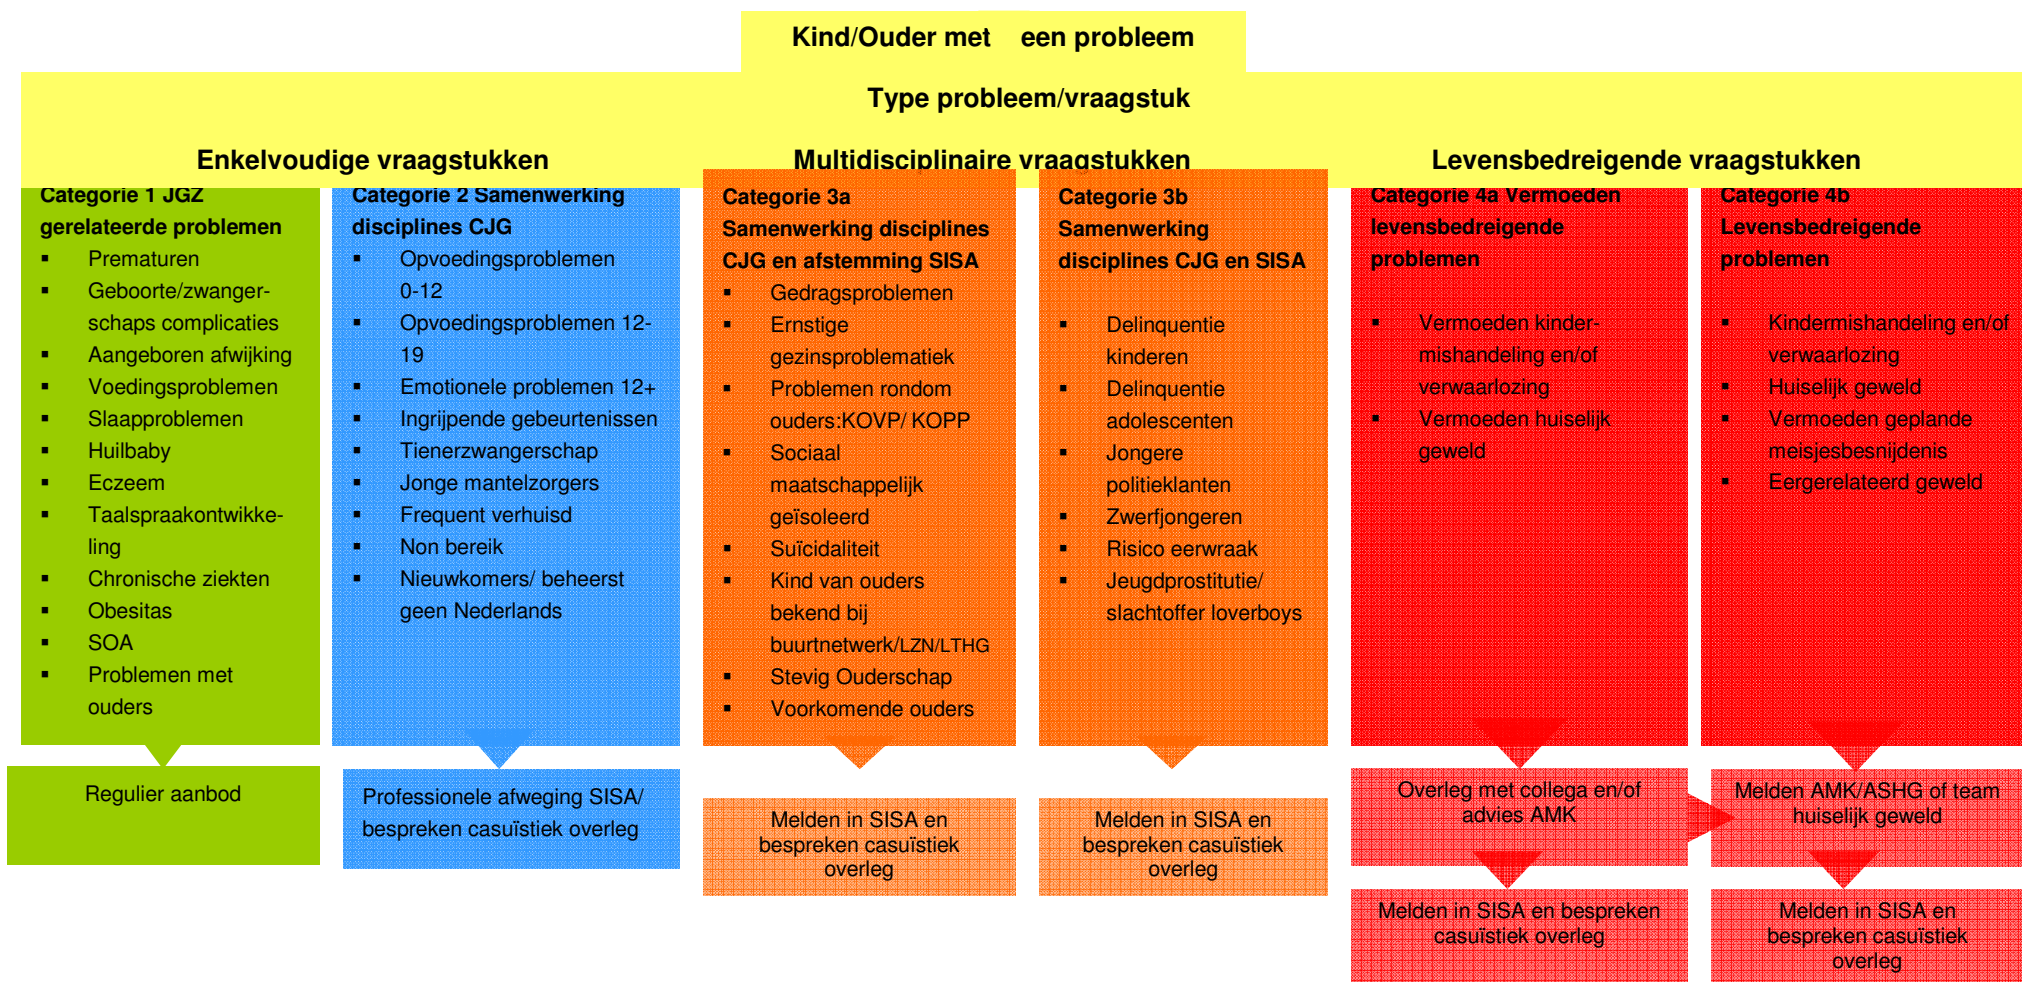 Kind/Ouder met een probleem
Type probleem/vraagstuk
Enkelvoudige vraagstukken
Multidisciplinaire vraagstukken
Levensbedreigende vraagstukken
Categorie 1 JGZ
gerelateerde problemen
▪ Prematuren
▪ Geboorte/zwanger-
schaps complicaties
▪ Aangeboren afwijking
▪ Voedingsproblemen
▪ Slaapproblemen
▪ Huilbaby
▪ Eczeem
▪ Taalspraakontwikke-
ling
▪ Chronische ziekten
▪ Obesitas
▪ SOA
▪ Problemen met
ouders
Regulier aanbod
Categorie 2 Samenwerking
disciplines CJG
▪ Opvoedingsproblemen
0-12
▪ Opvoedingsproblemen 12-
19
▪ Emotionele problemen 12+
▪ Ingrijpende gebeurtenissen
▪ Tienerzwangerschap
▪ Jonge mantelzorgers
▪ Frequent verhuisd
▪ Non bereik
▪ Nieuwkomers/ beheerst
geen Nederlands
Professionele afweging SISA/
bespreken casuïstiek overleg
Categorie 3a
Samenwerking disciplines
CJG en afstemming SISA
▪ Gedragsproblemen
▪ Ernstige
gezinsproblematiek
▪ Problemen rondom
ouders:KOVP/ KOPP
▪ Sociaal
maatschappelijk
geïsoleerd
▪ Suïcidaliteit
▪ Kind van ouders
bekend bij
buurtnetwerk/LZN/LTHG
▪ Stevig Ouderschap
▪ Voorkomende ouders
Melden in SISA en
bespreken casuïstiek
overleg
Categorie 3b
Samenwerking
disciplines CJG en SISA
▪ Delinquentie
kinderen
▪ Delinquentie
adolescenten
▪ Jongere
politieklanten
▪ Zwerfjongeren
▪ Risico eerwraak
▪ Jeugdprostitutie/
slachtoffer loverboys
Melden in SISA en
bespreken casuïstiek
overleg
Categorie 4a Vermoeden
levensbedreigende
problemen
▪ Vermoeden kinder-
mishandeling en/of
verwaarlozing
▪ Vermoeden huiselijk
geweld
Overleg met collega en/of
advies AMK
Melden in SISA en bespreken
casuïstiek overleg
Categorie 4b
Levensbedreigende
problemen
▪ Kindermishandeling en/of
verwaarlozing
▪ Huiselijk geweld
▪ Vermoeden geplande
meisjesbesnijdenis
▪ Eergerelateerd geweld
Melden AMK/ASHG of team
huiselijk geweld
Melden in SISA en
bespreken casuïstiek
overleg